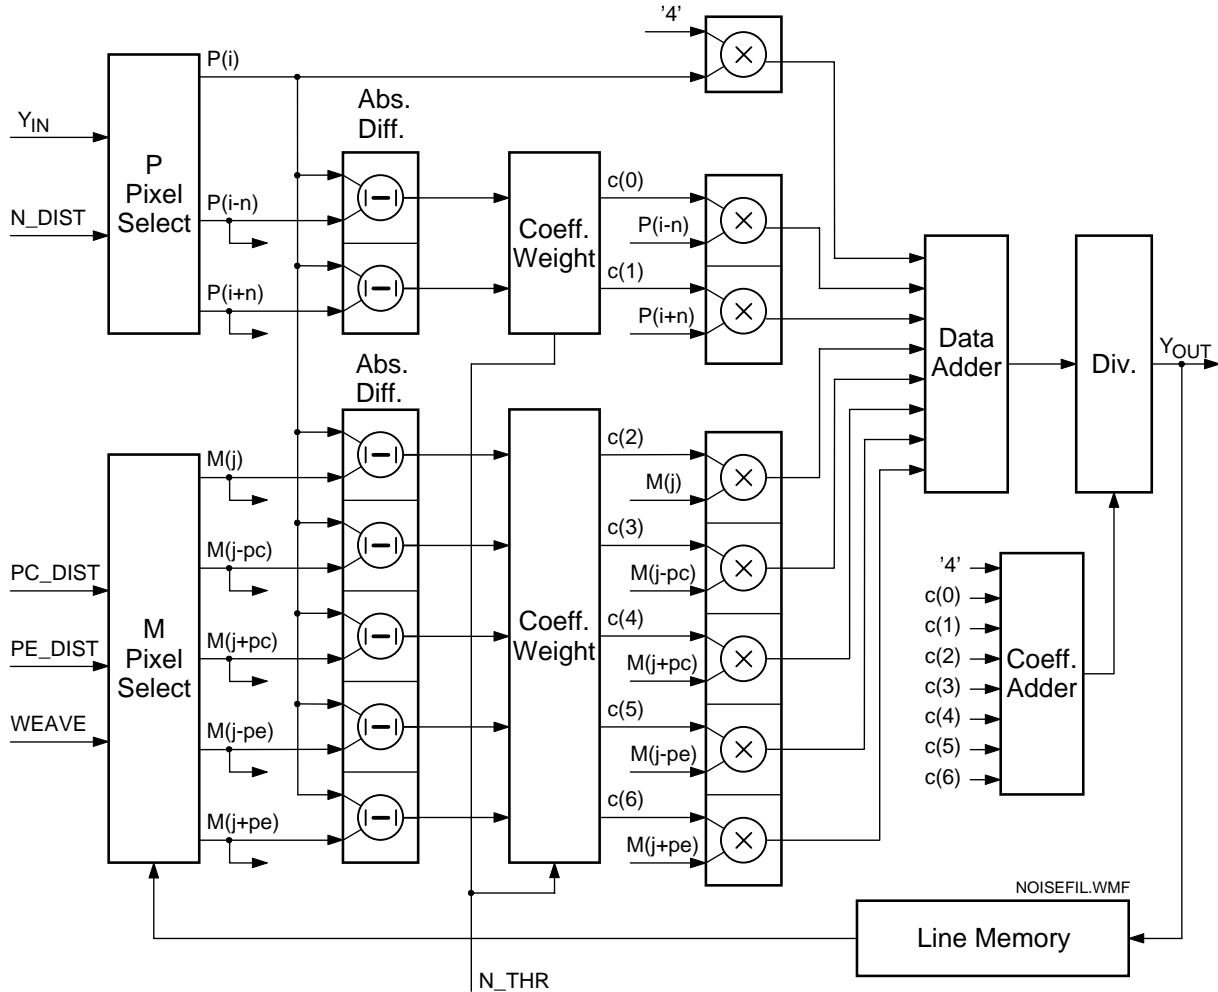 '4'
P(i)
Abs.
Diff.
YIN
P
Pixel
Select
N_DIST
P(i-n)
P(i+n)
Coeff.
Weight
c(0)
P(i-n)
c(1)
P(i+n)
Data
Adder
Div.
YOUT
Abs.
Diff.
M(j)
M(j-pc)
M(j+pc)
M(j-pe)
M(j+pe)
PC_DIST
PE_DIST
WEAVE
M
Pixel
Select
Coeff.
Weight
c(2)
M(j)
c(3)
M(j-pc)
c(4)
M(j+pc)
c(5)
M(j-pe)
c(6)
M(j+pe)
'4'
c(0)
c(1)
c(2)
c(3)
c(4)
c(5)
c(6)
Coeff.
Adder
NOISEFIL.WMF
Line Memory
N_THR